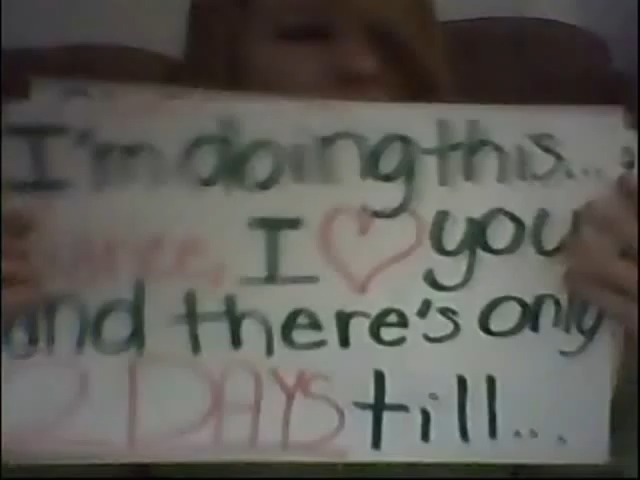 I'm doing this...
I ♡ you
and there's only
2 DAYS till...